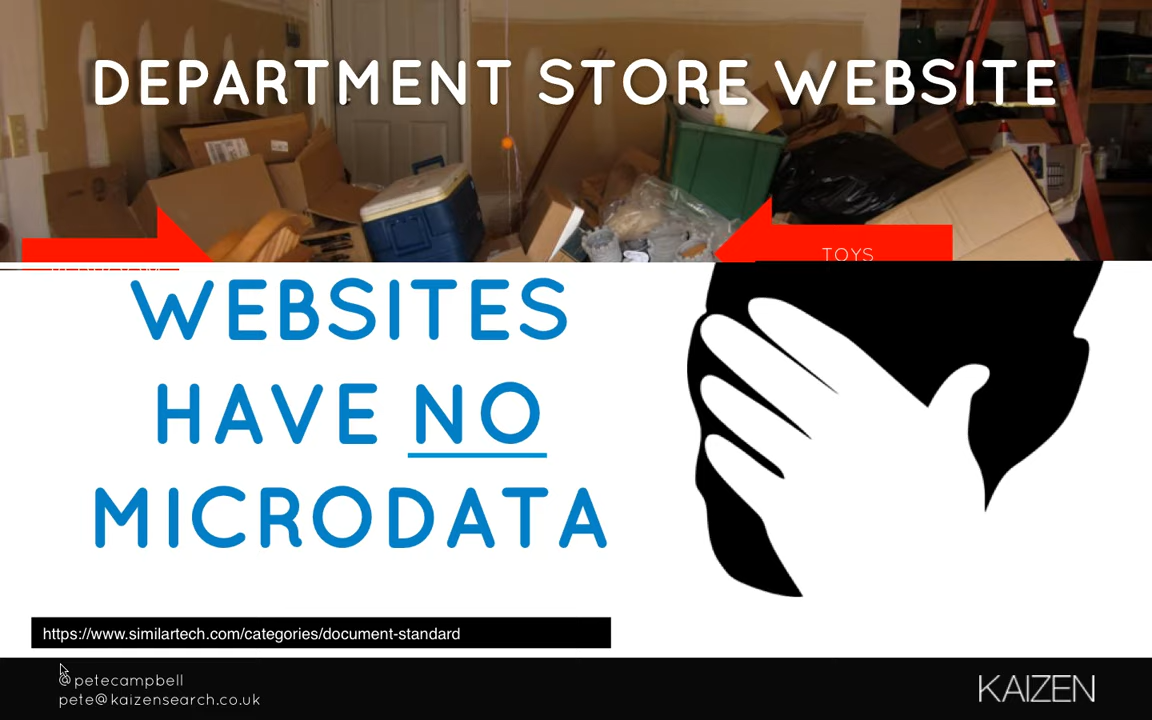 DEPARTMENT STORE WEBSITE
TOYS
WEBSITES
HAVE NO
MICRODATA
https://www.similartech.com/categories/document-standard
@petecampbell
pete@kaizensearch.co.uk
KAIZEN